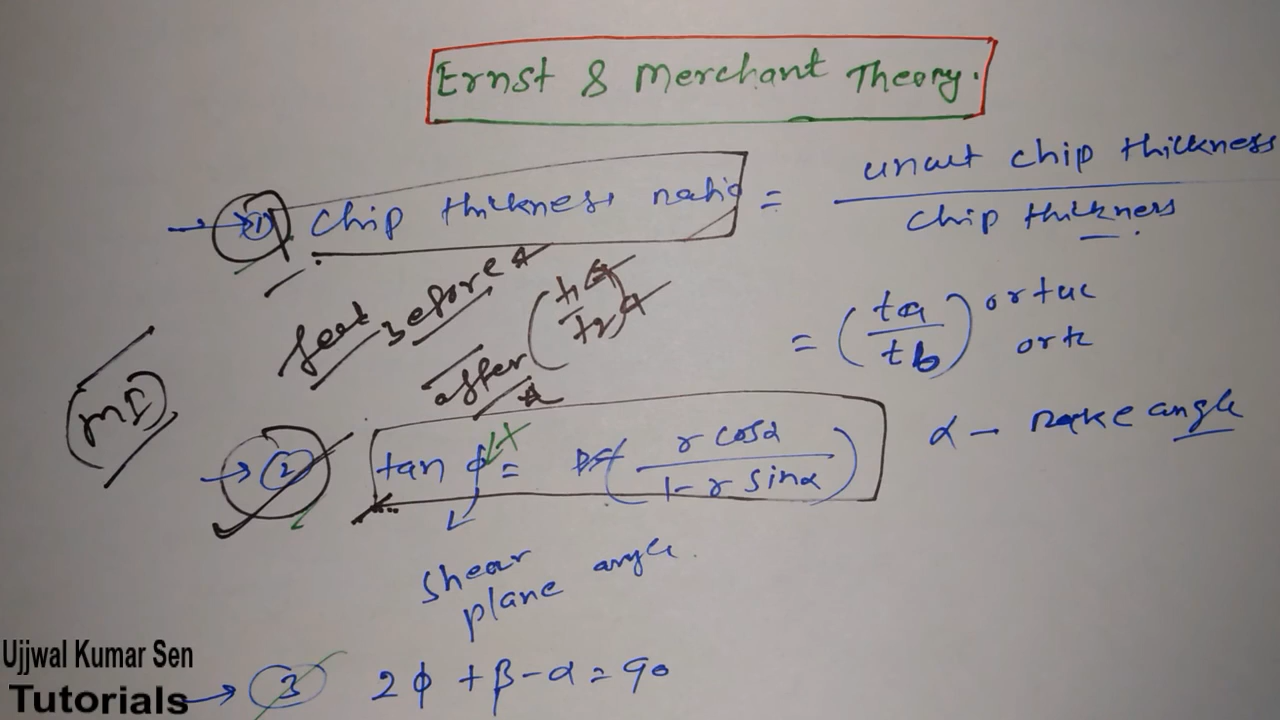 Ernst & Merchant Theory.
→ 1 Chip thickness ratio = uncut chip thickness / chip thickness
feed before (t1/t2)
after
= (ta/tb) or tuc
or tc
MI
→ 2 tan φ = (r cosα / 1 - r sinα)
α - Rake angle
shear plane angle.
→ 3 2φ + β - α = 90
Ujjwal Kumar Sen
Tutorials